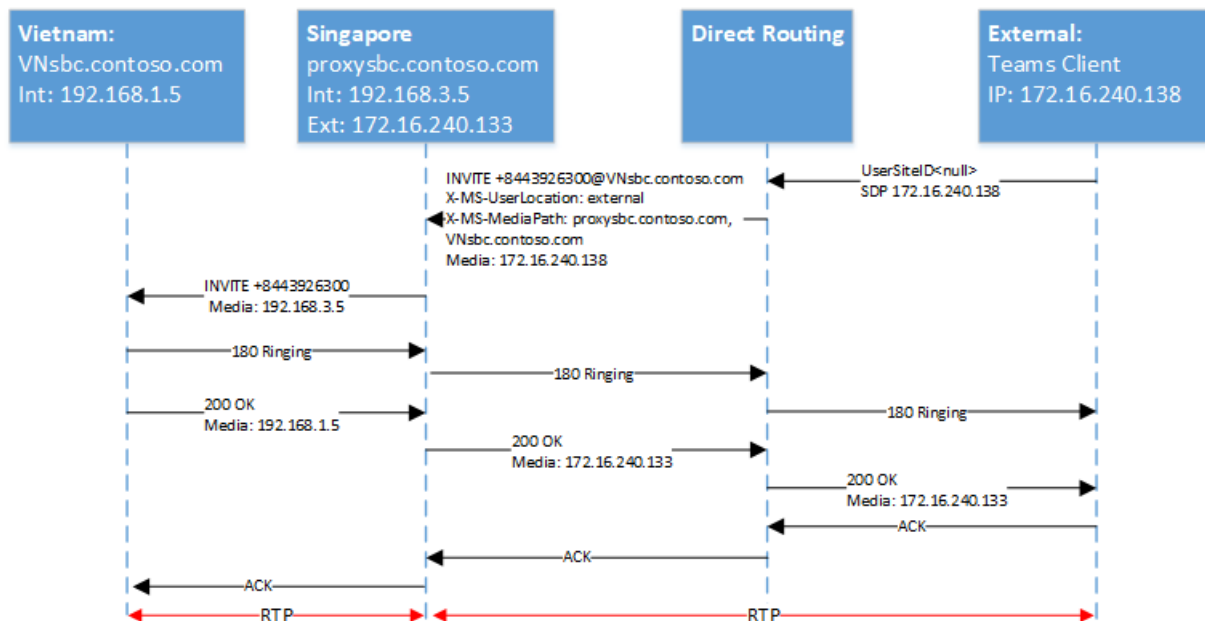 Vietnam:
VNsbc.contoso.com
Int: 192.168.1.5
Singapore
proxysbc.contoso.com
Int: 192.168.3.5
Ext: 172.16.240.133
Direct Routing
External:
Teams Client
IP: 172.16.240.138
UserSiteID<null>
SDP 172.16.240.138
INVITE +8443926300@VNsbc.contoso.com
X-MS-UserLocation: external
X-MS-MediaPath: proxysbc.contoso.com,
VNsbc.contoso.com
Media: 172.16.240.138
INVITE +8443926300
Media: 192.168.3.5
180 Ringing
180 Ringing
180 Ringing
200 OK
Media: 192.168.1.5
200 OK
Media: 172.16.240.133
200 OK
Media: 172.16.240.133
ACK
ACK
ACK
RTP
RTP